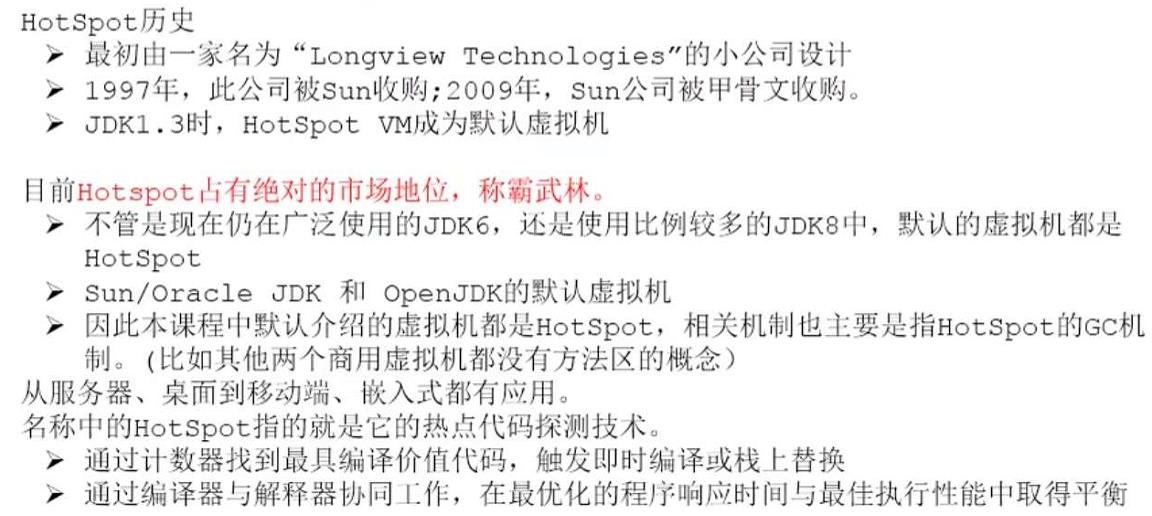 HotSpot历史
➢ 最初由一家名为“Longview Technologies”的小公司设计
➢ 1997年，此公司被Sun收购;2009年，Sun公司被甲骨文收购。
➢ JDK1.3时，HotSpot VM成为默认虚拟机
目前Hotspot占有绝对的市场地位，称霸武林。
➢ 不管是现在仍在广泛使用的JDK6，还是使用比例较多的JDK8中，默认的虚拟机都是
HotSpot
➢ Sun/Oracle JDK 和 OpenJDK的默认虚拟机
➢ 因此本课程中默认介绍的虚拟机都是HotSpot，相关机制也主要是指HotSpot的GC机
制。(比如其他两个商用虚拟机都没有方法区的概念）
从服务器、桌面到移动端、嵌入式都有应用。
名称中的HotSpot指的就是它的热点代码探测技术。
➢ 通过计数器找到最具编译价值代码，触发即时编译或栈上替换
➢ 通过编译器与解释器协同工作，在最优化的程序响应时间与最佳执行性能中取得平衡